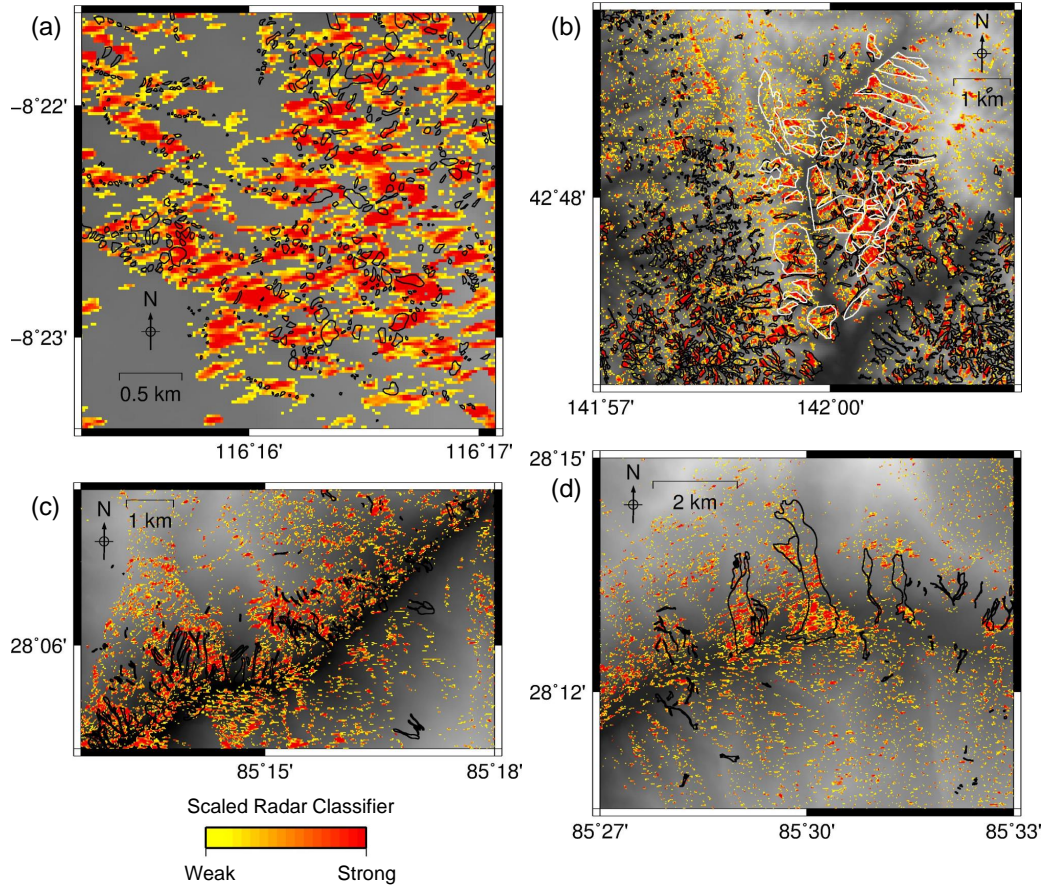 (a)
−8˚22'
−8˚23'
N
0.5 km
116˚16'
116˚17'
(b)
N
1 km
42˚48'
141˚57'
142˚00'
(c)
N
1 km
28˚06'
85˚15'
85˚18'
(d)
28˚15'
N
2 km
28˚12'
85˚27'
85˚30'
85˚33'
Scaled Radar Classifier
Weak
Strong